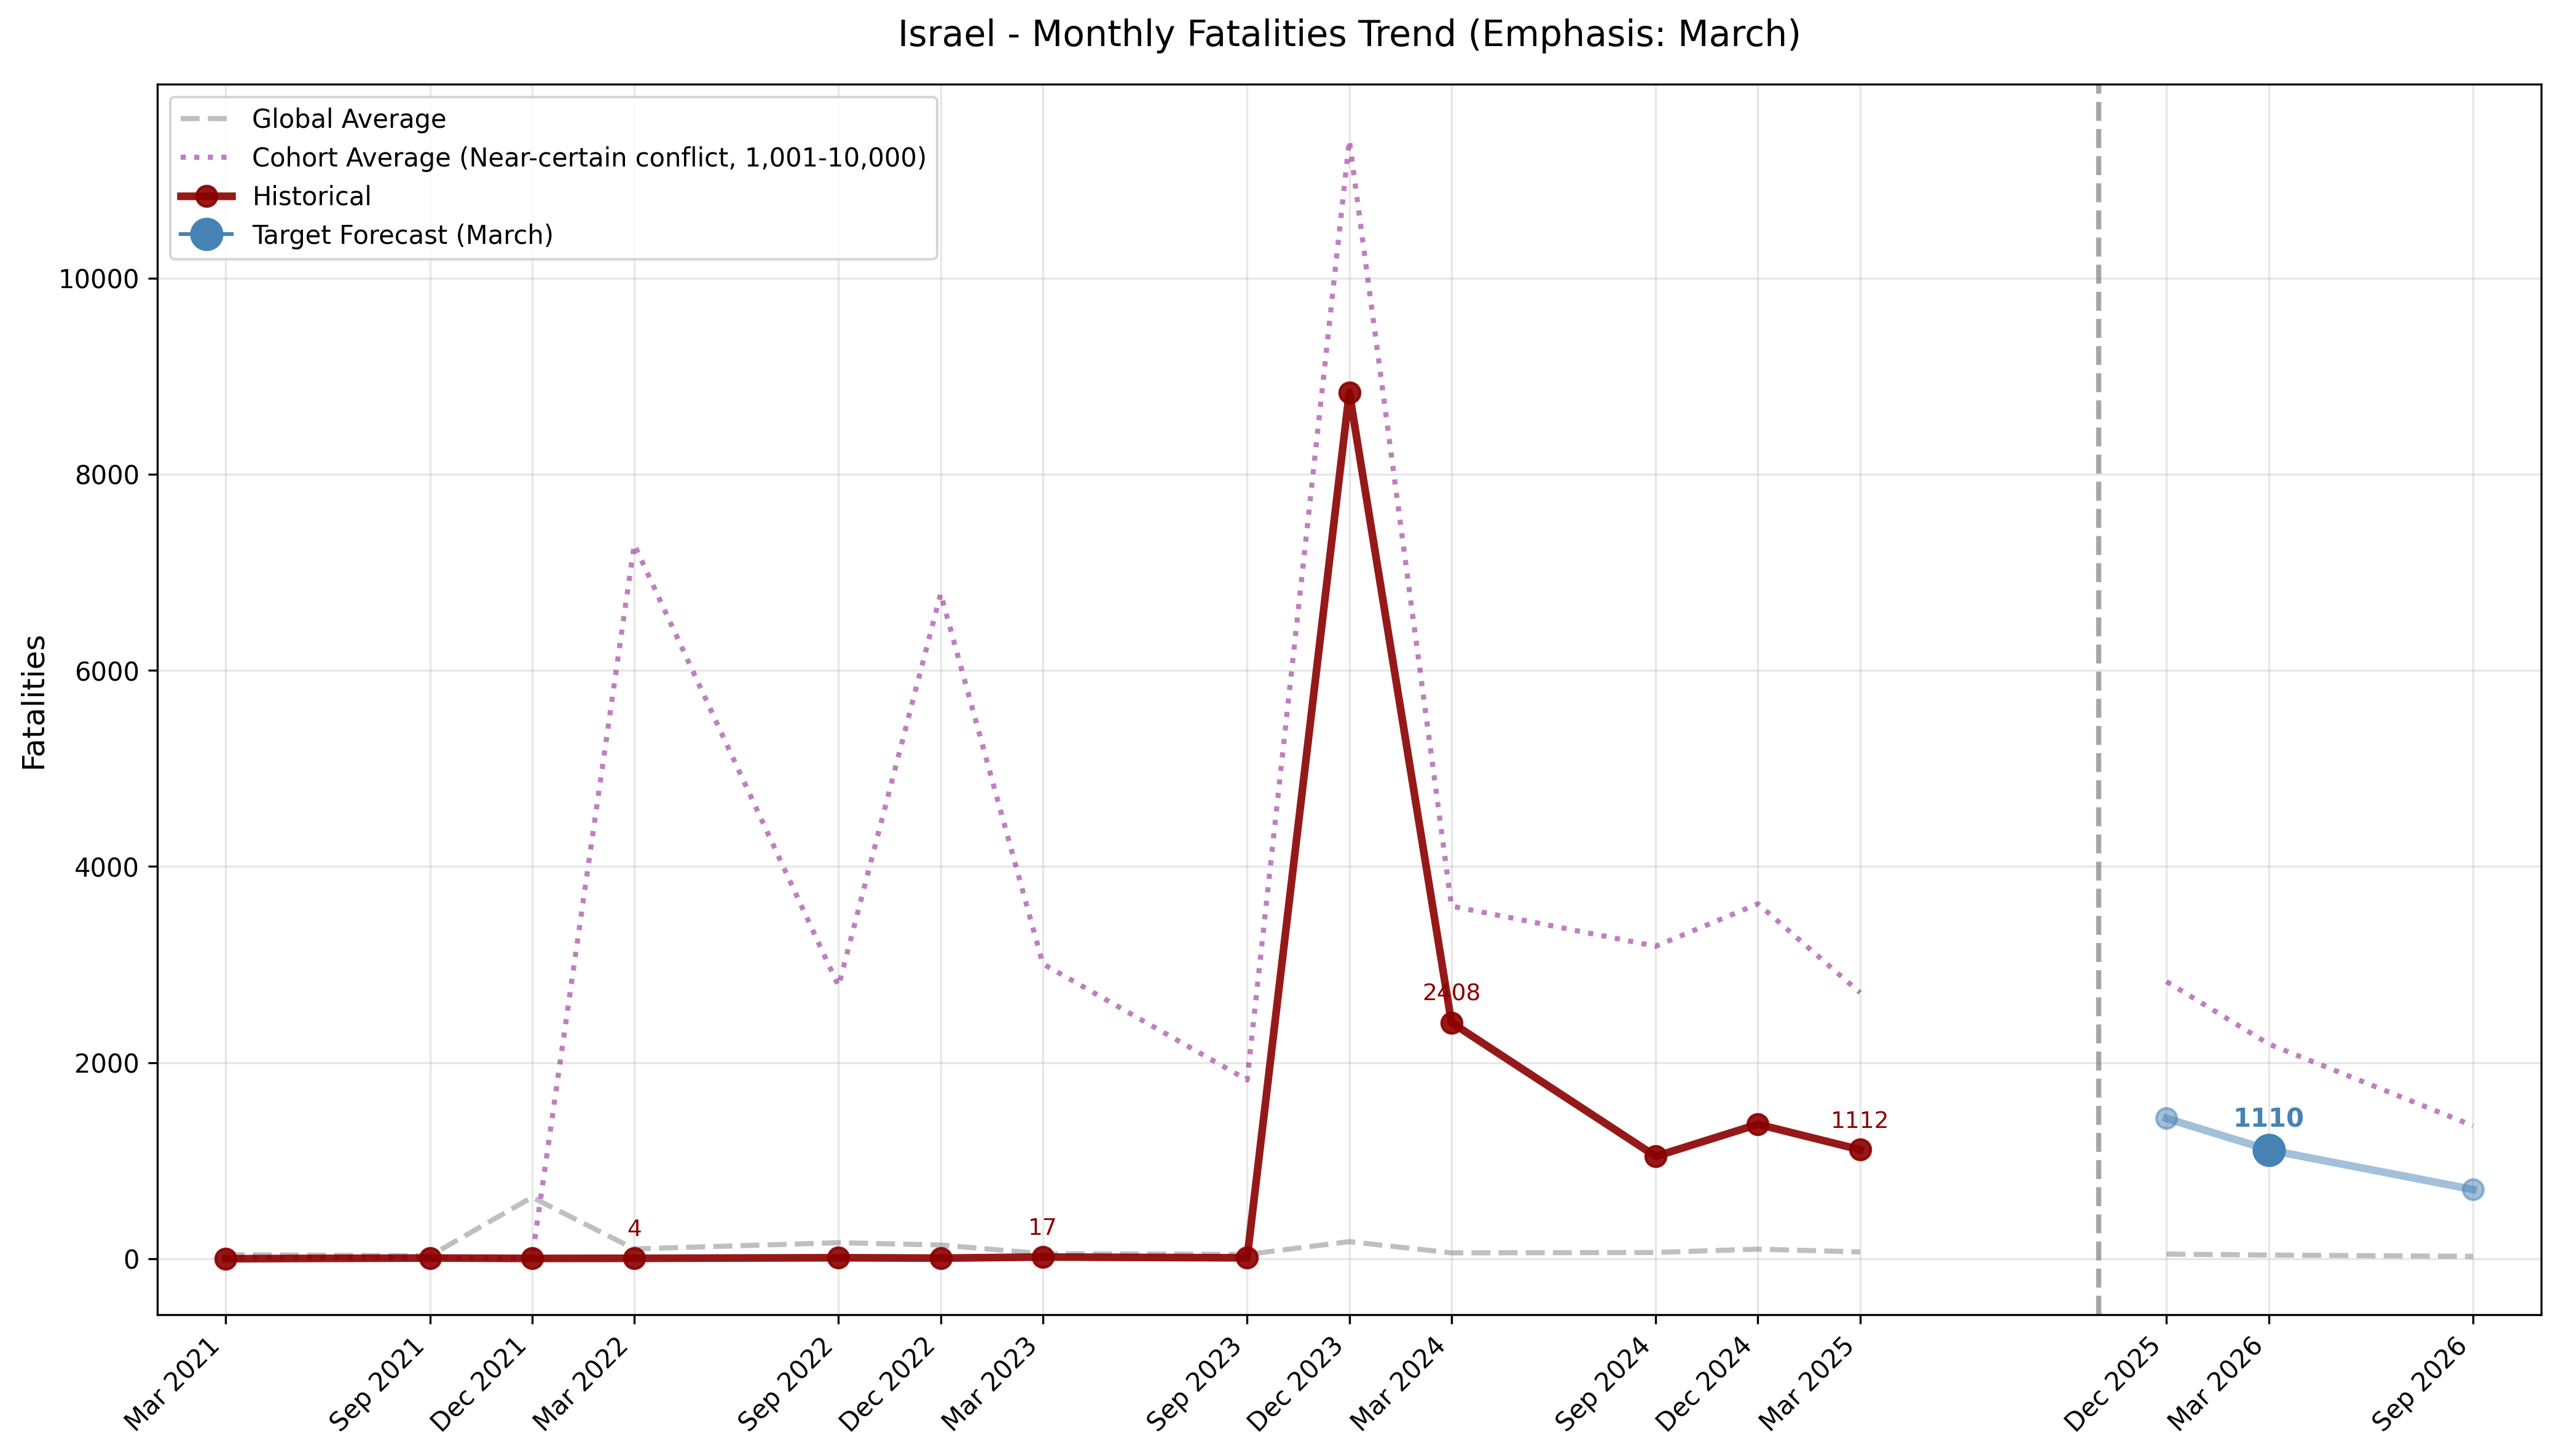 Israel - Monthly Fatalities Trend (Emphasis: March)
Global Average
Cohort Average (Near-certain conflict, 1,001-10,000)
Historical
Target Forecast (March)
Fatalities
10000
8000
6000
4000
2000
0
4
17
2408
1112
1110
Mar 2021
Sep 2021
Dec 2021
Mar 2022
Sep 2022
Dec 2022
Mar 2023
Sep 2023
Dec 2023
Mar 2024
Sep 2024
Dec 2024
Mar 2025
Dec 2025
Mar 2026
Sep 2026